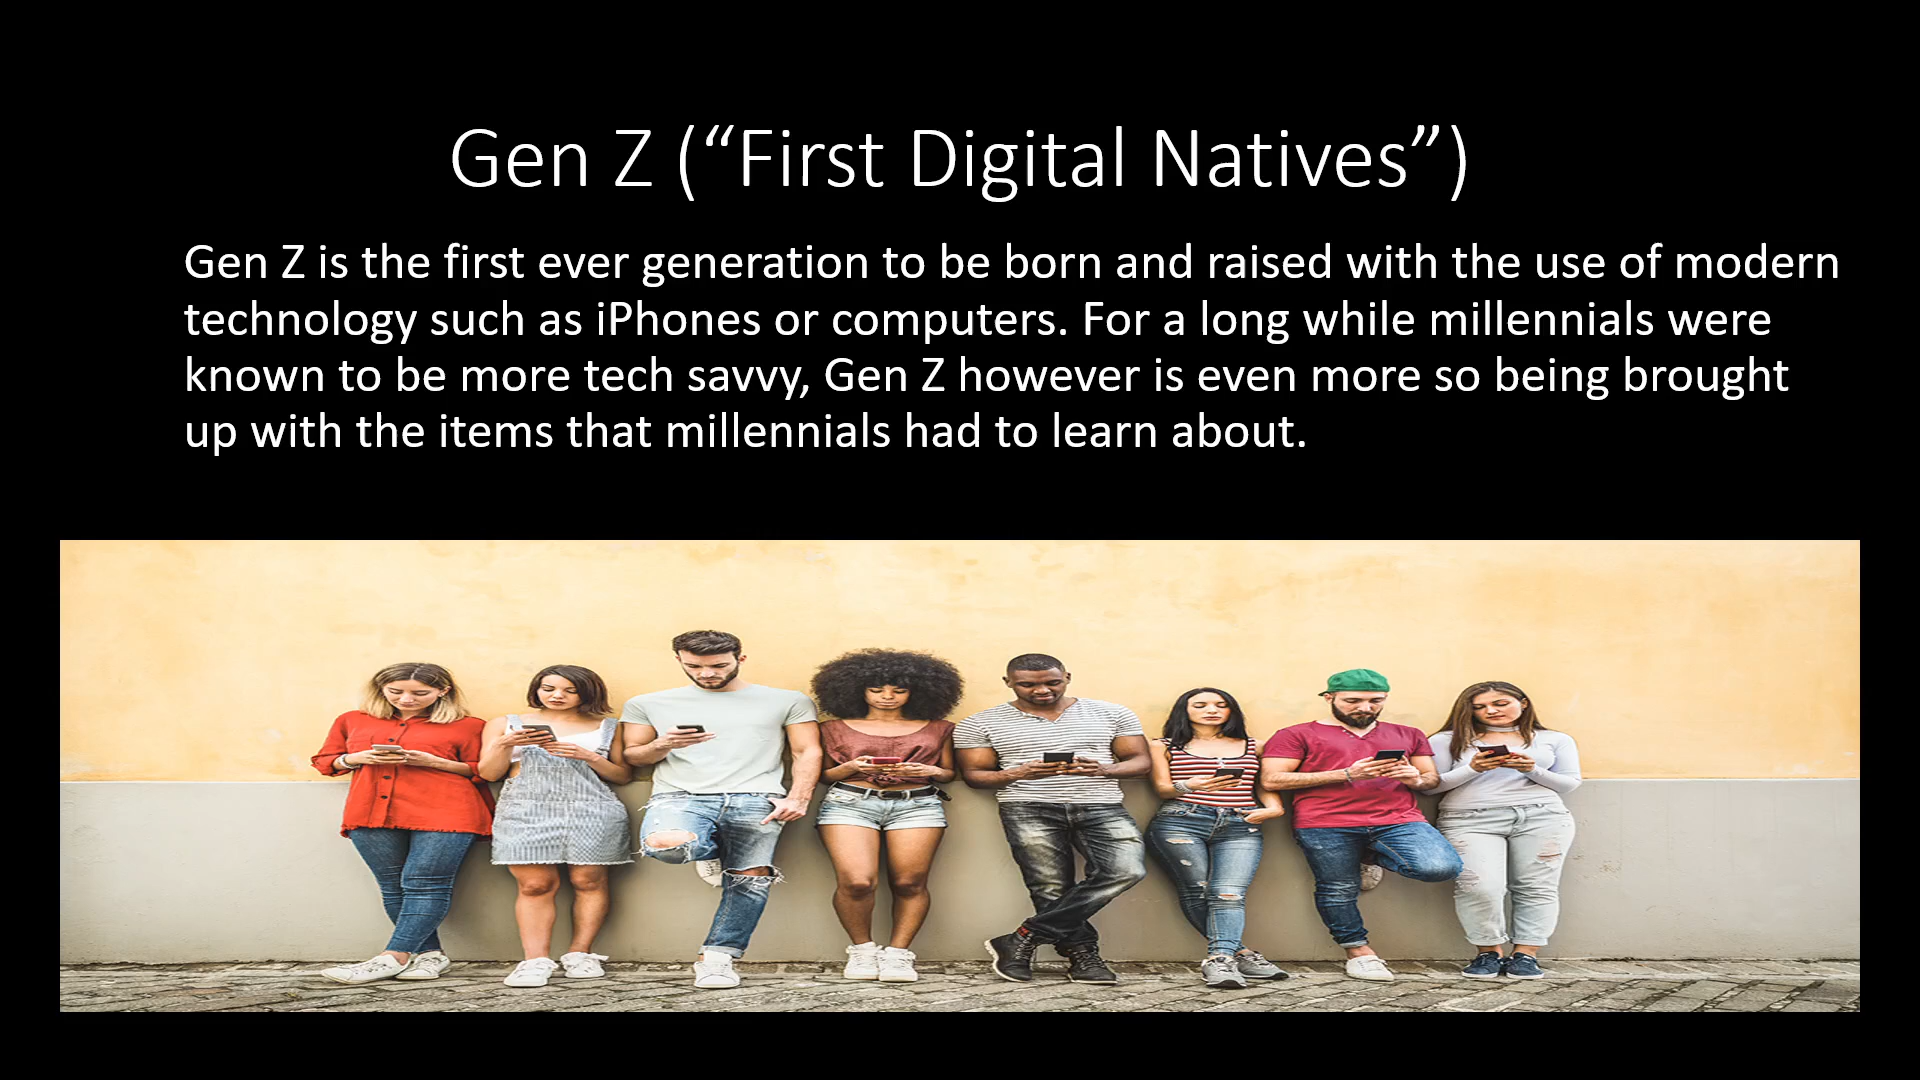 Gen Z (“First Digital Natives”)
Gen Z is the first ever generation to be born and raised with the use of modern
technology such as iPhones or computers. For a long while millennials were
known to be more tech savvy, Gen Z however is even more so being brought
up with the items that millennials had to learn about.